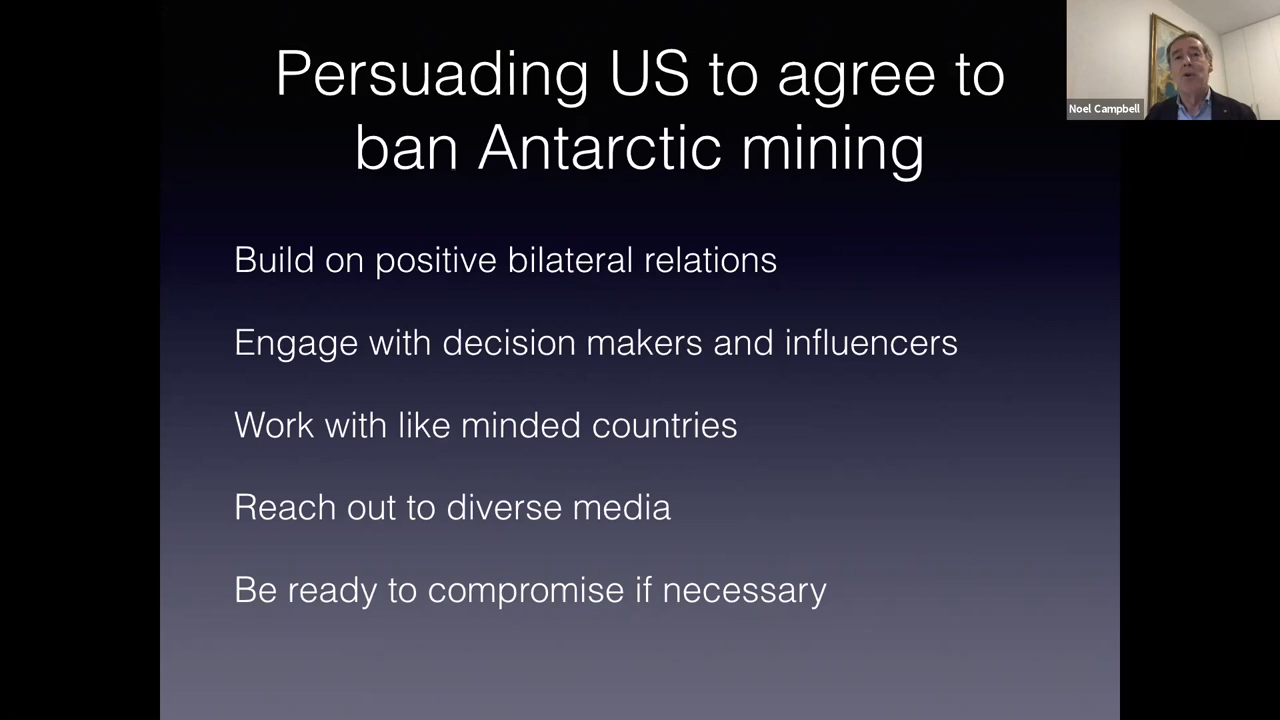 Persuading US to agree to
ban Antarctic mining
Noel Campbell
Build on positive bilateral relations
Engage with decision makers and influencers
Work with like minded countries
Reach out to diverse media
Be ready to compromise if necessary